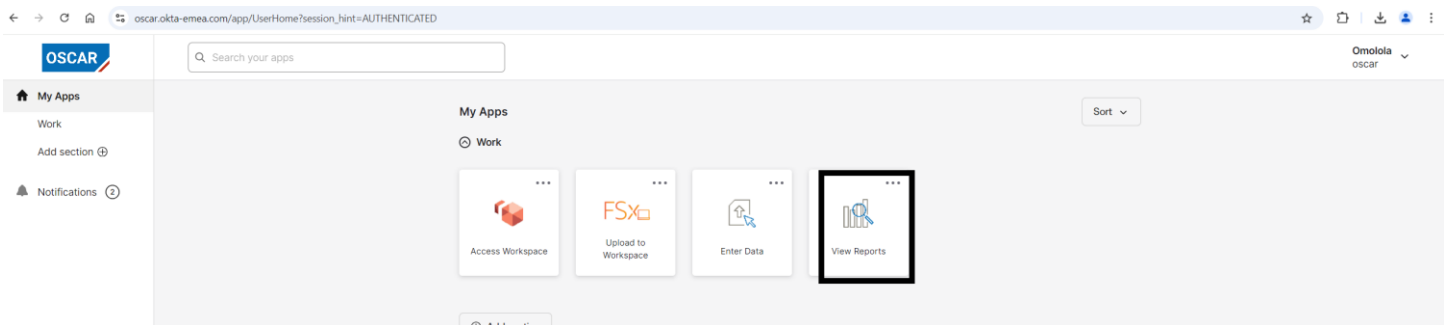 oscar.okta-emea.com/app/UserHome?session_hint=AUTHENTICATED
OSCAR
Search your apps
Omolola
oscar
My Apps
Work
Add section
Notifications 2
My Apps
Sort
Work
Access Workspace
FSx
Upload to
Workspace
Enter Data
View Reports